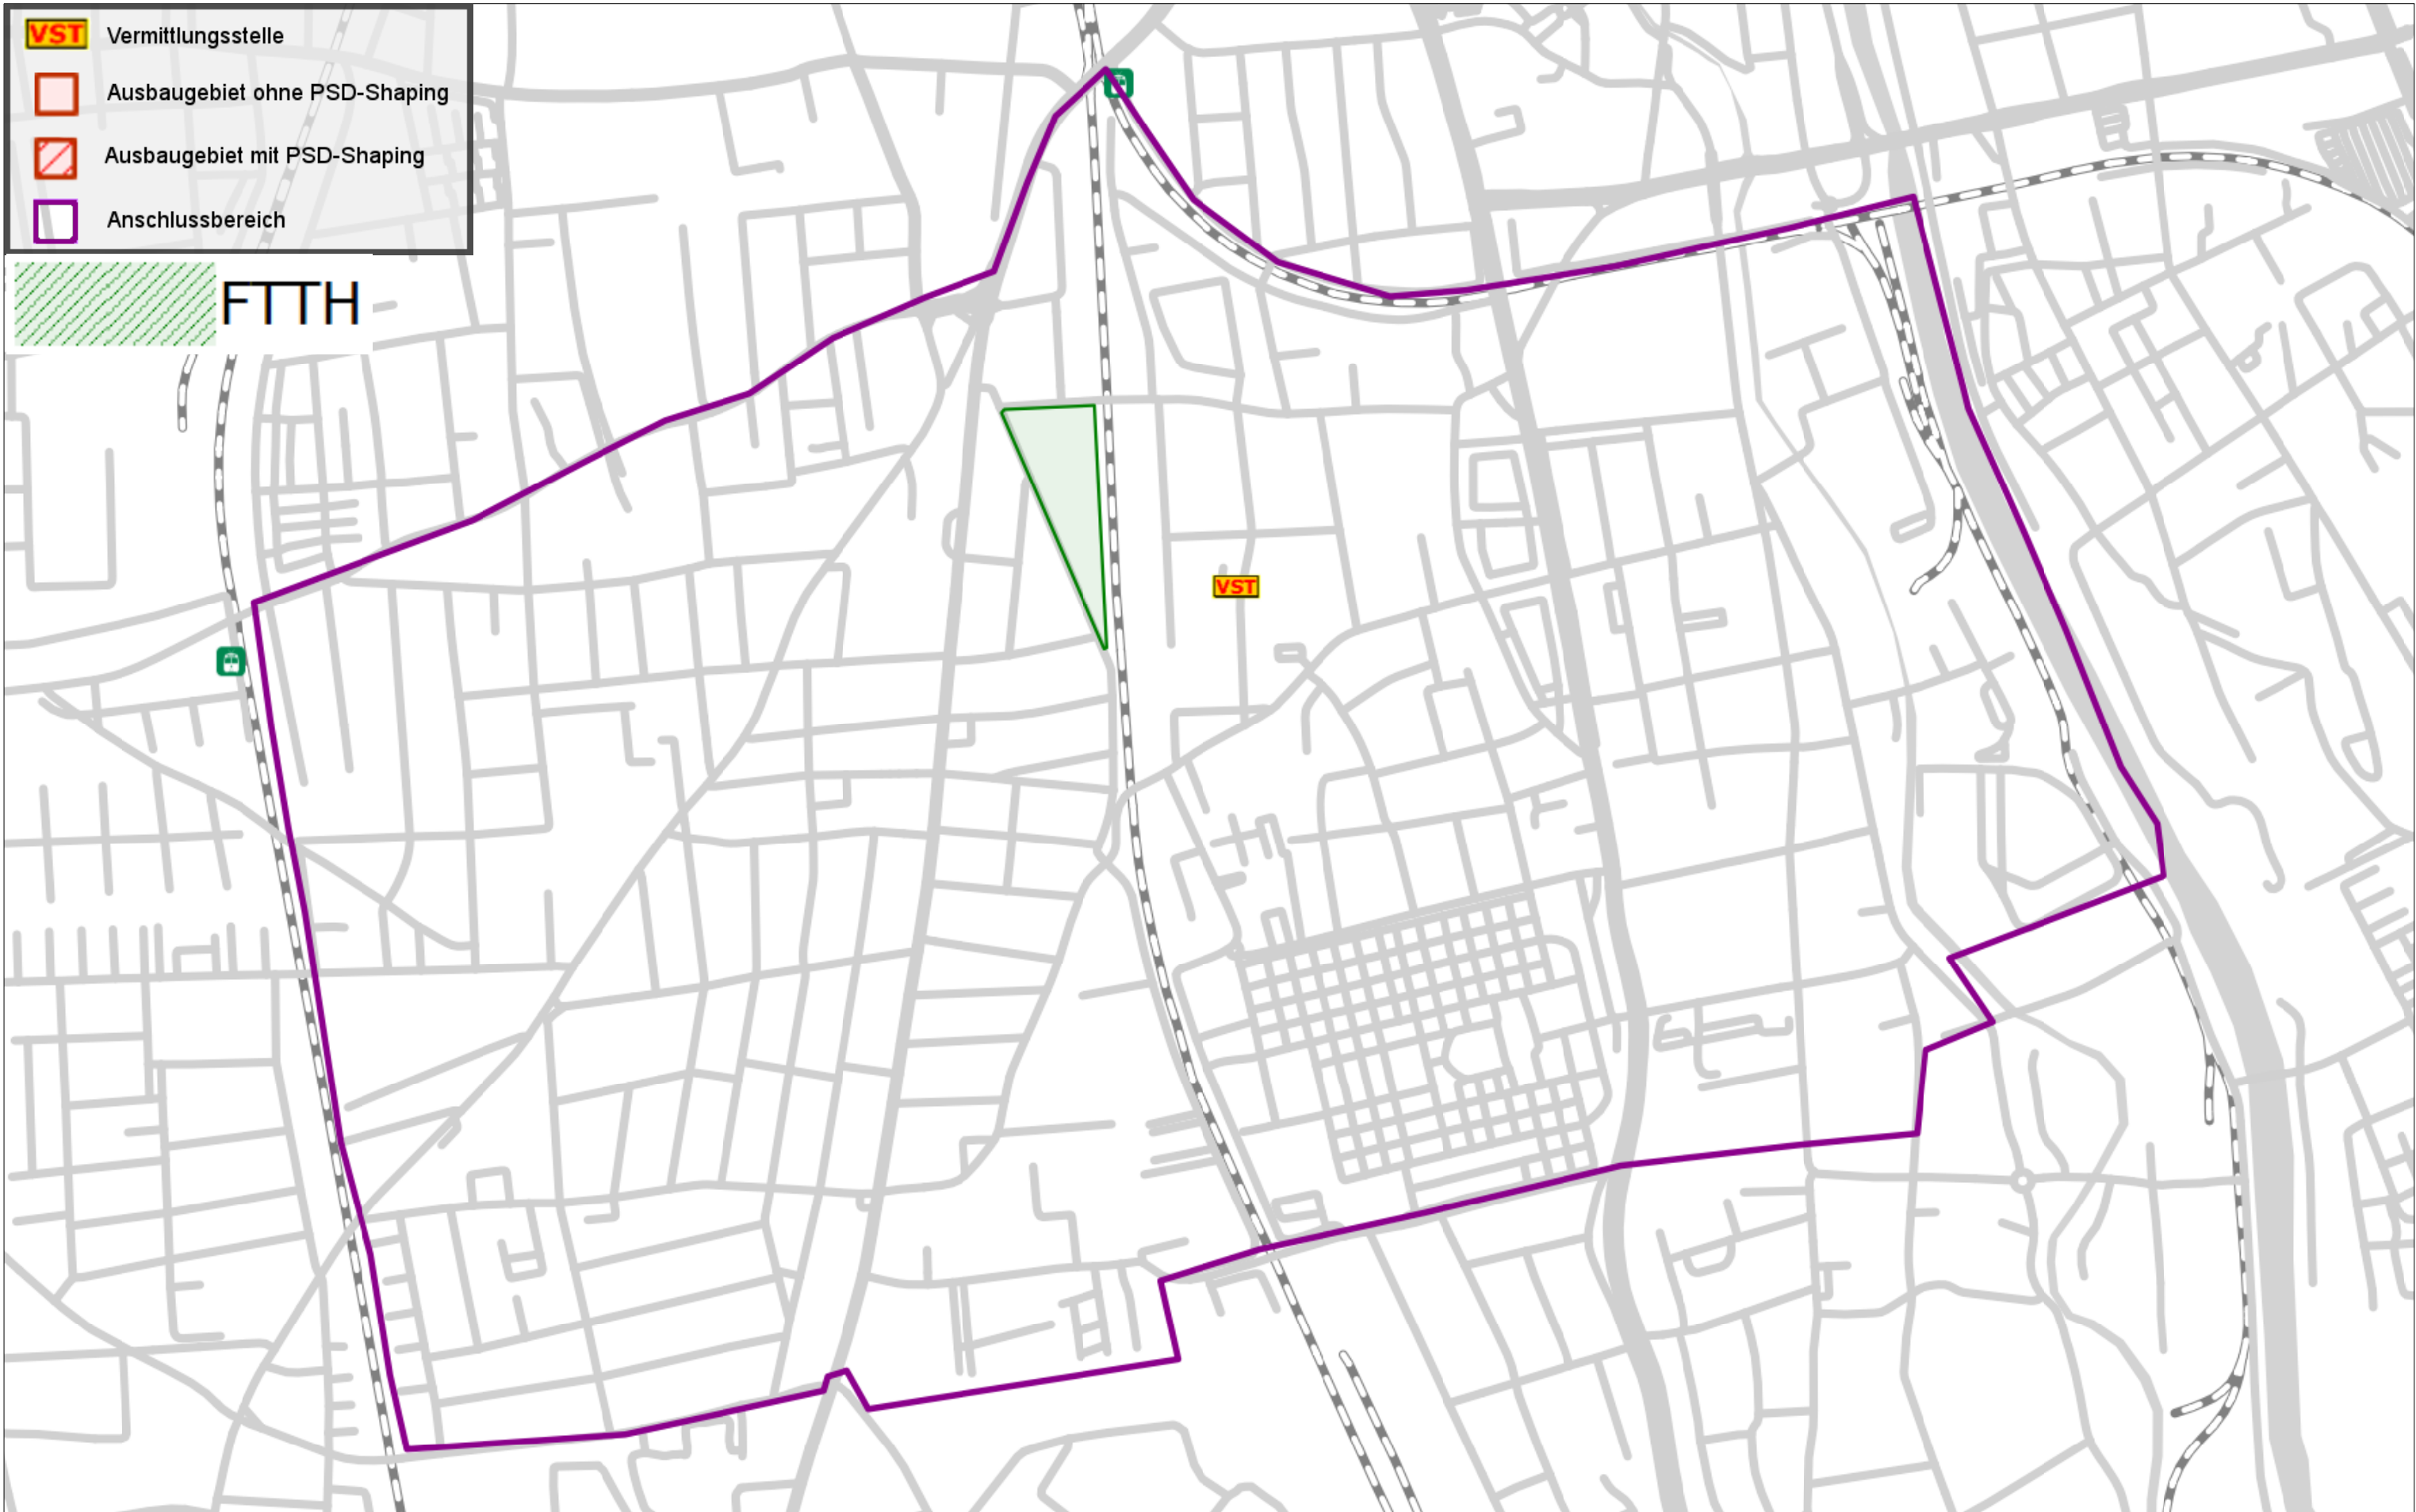 VST Vermittlungsstelle
Ausbaugebiet ohne PSD-Shaping
Ausbaugebiet mit PSD-Shaping
Anschlussbereich
FTTH
VST